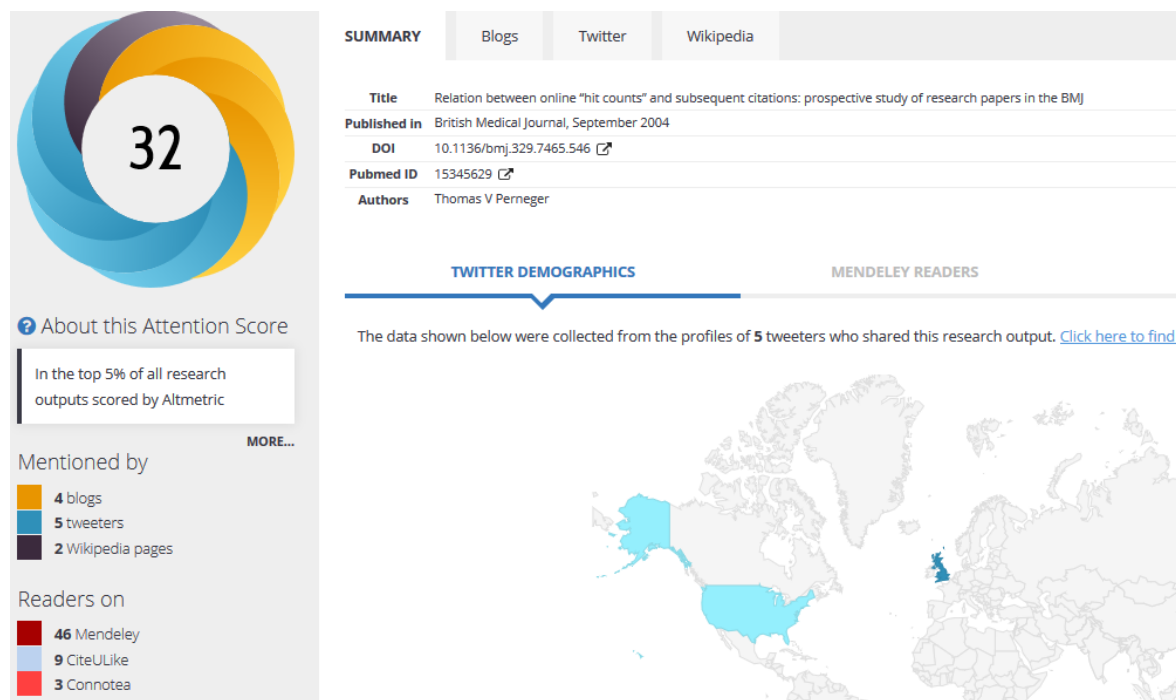 32
About this Attention Score
In the top 5% of all research
outputs scored by Altmetric
MORE...
Mentioned by
4 blogs
5 tweeters
2 Wikipedia pages
Readers on
46 Mendeley
9 CiteULike
3 Connotea
SUMMARY Blogs Twitter Wikipedia
Title Relation between online “hit counts” and subsequent citations: prospective study of research papers in the BMJ
Published in British Medical Journal, September 2004
DOI 10.1136/bmj.329.7465.546
Pubmed ID 15345629
Authors Thomas V Perneger
TWITTER DEMOGRAPHICS MENDELEY READERS
The data shown below were collected from the profiles of 5 tweeters who shared this research output. Click here to find